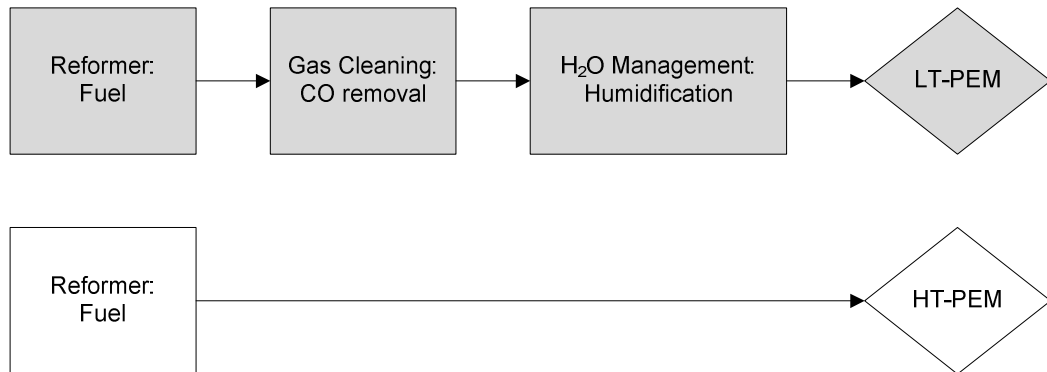 Reformer:
Fuel
Gas Cleaning:
CO removal
H₂O Management:
Humidification
LT-PEM
Reformer:
Fuel
HT-PEM